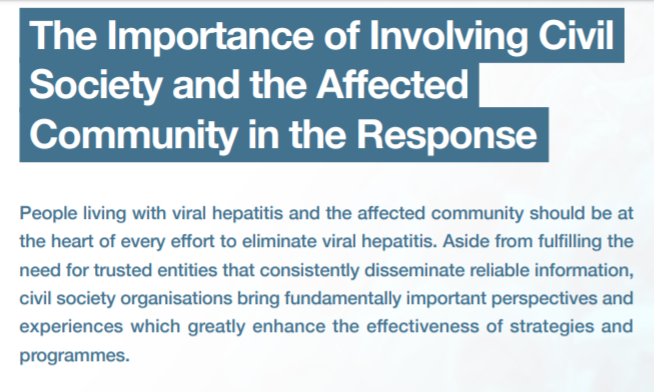 The Importance of Involving Civil
Society and the Affected
Community in the Response
People living with viral hepatitis and the affected community should be at
the heart of every effort to eliminate viral hepatitis. Aside from fulfilling the
need for trusted entities that consistently disseminate reliable information,
civil society organisations bring fundamentally important perspectives and
experiences which greatly enhance the effectiveness of strategies and
programmes.